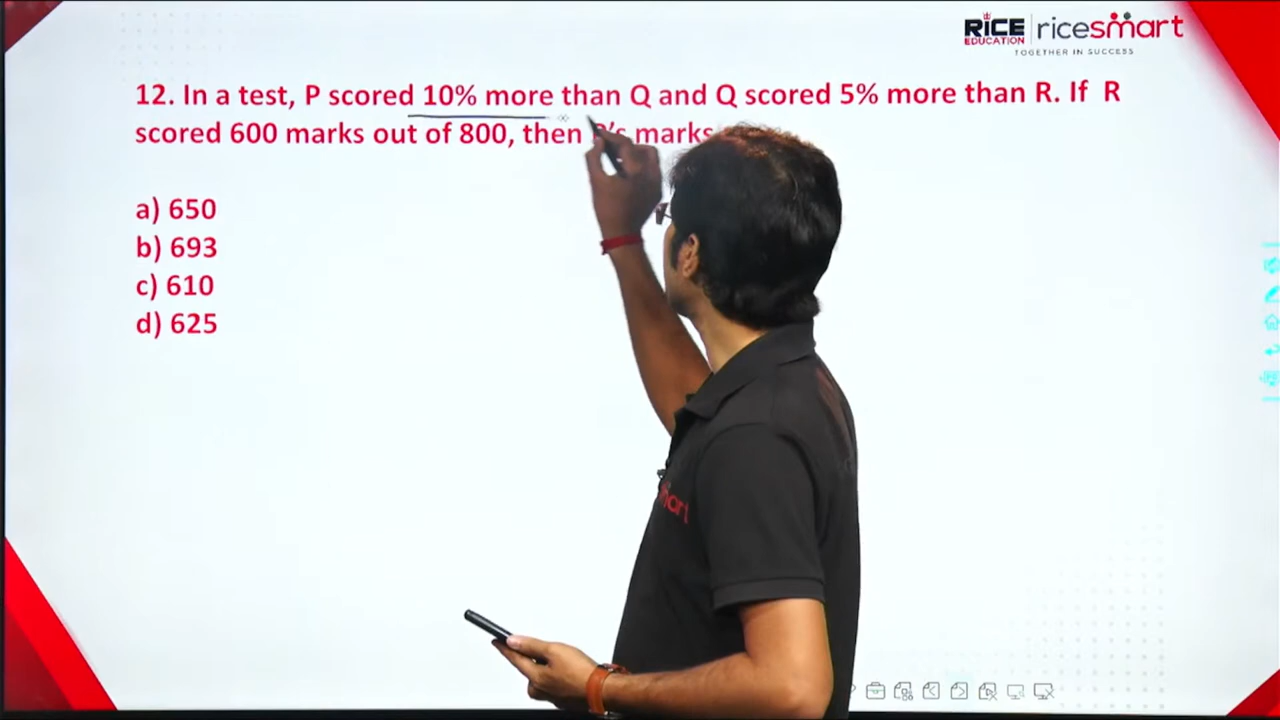 RICE
EDUCATION
ricesmart
TOGETHER IN SUCCESS
12. In a test, P scored 10% more than Q and Q scored 5% more than R. If R
scored 600 marks out of 800, then marks
a) 650
b) 693
c) 610
d) 625